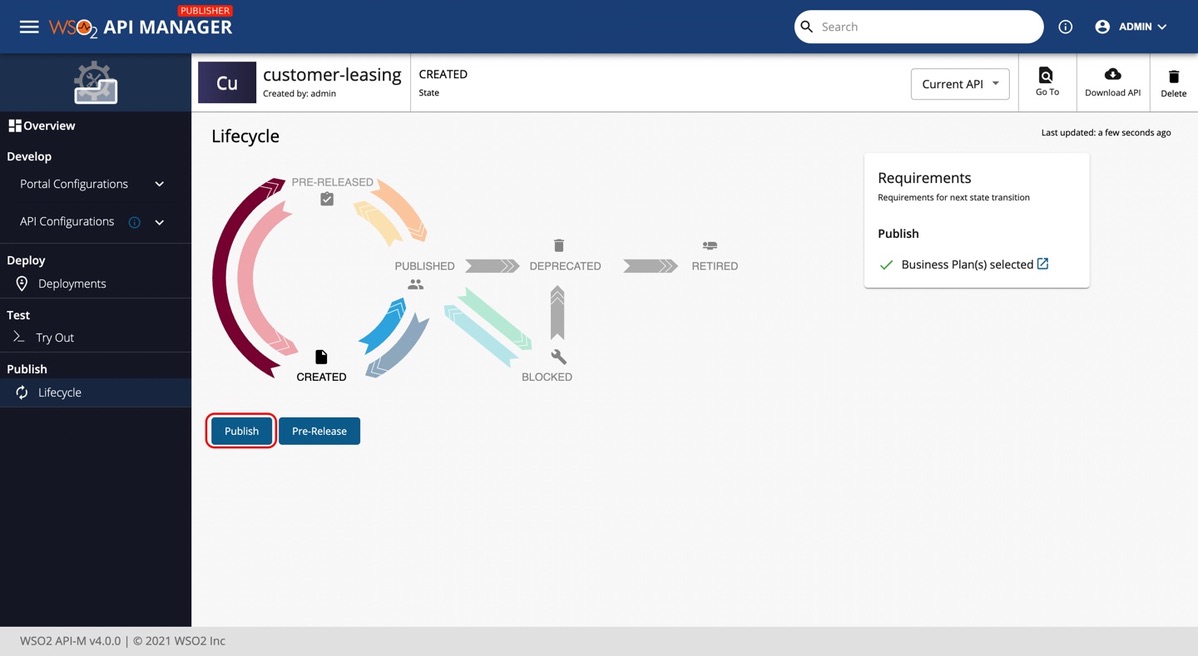 PUBLISHER
WSO2 API MANAGER
Search
ADMIN
Cu
customer-leasing
Created by: admin
CREATED
State
Current API
Go To
Download API
Delete
Overview
Develop
Portal Configurations
API Configurations
Deploy
Deployments
Test
Try Out
Publish
Lifecycle
Lifecycle
Last updated: a few seconds ago
PRE-RELEASED
PUBLISHED
DEPRECATED
RETIRED
CREATED
BLOCKED
Publish
Pre-Release
Requirements
Requirements for next state transition
Publish
Business Plan(s) selected
WSO2 API-M v4.0.0 | © 2021 WSO2 Inc